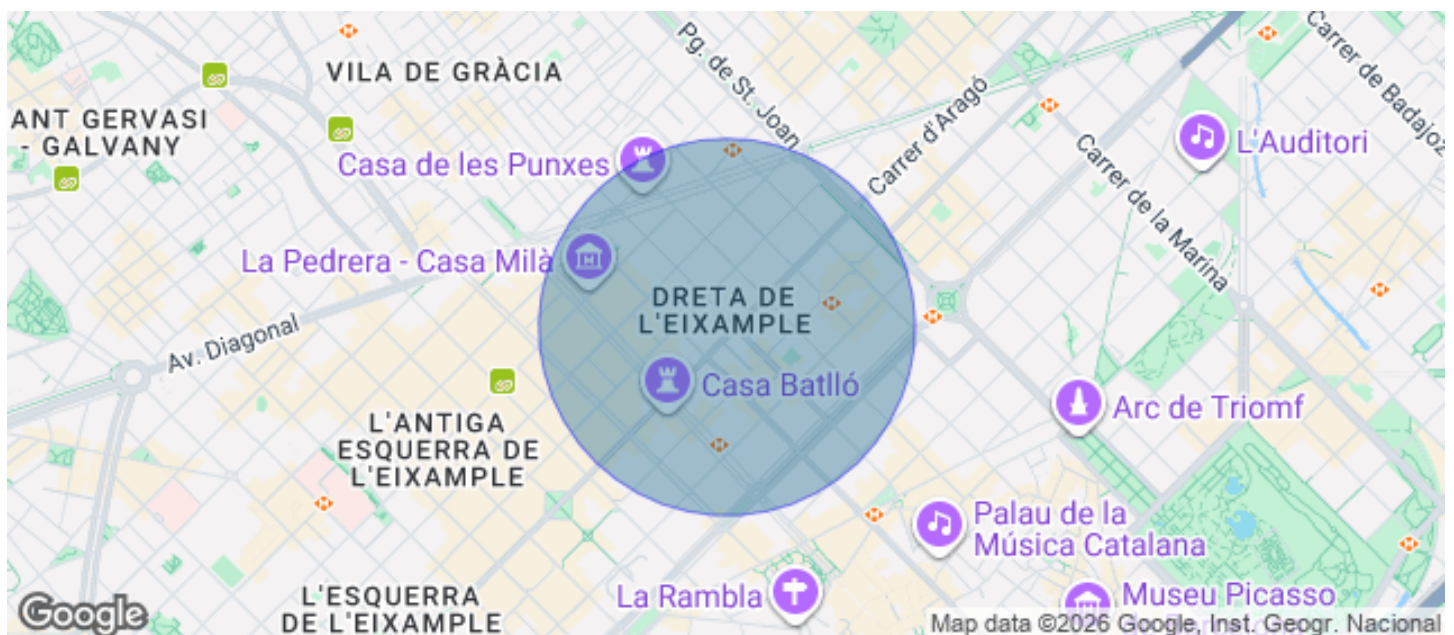 Pg. de St. Joan
Carrer de Badajoz
VILA DE GRÀCIA
ANT GERVASI
- GALVANY
Carrer d'Aragó
L'Auditori
Casa de les Punxes
Carrer de la Marina
La Pedrera - Casa Milà
DRETA DE
L'EIXAMPLE
Av. Diagonal
Casa Batlló
Arc de Triomf
L'ANTIGA
ESQUERRA DE
L'EIXAMPLE
Palau de la
Música Catalana
La Rambla
Museu Picasso
L'ESQUERRA
DE L'EIXAMPLE
Google
Map data ©2026 Google, Inst. Geogr. Nacional